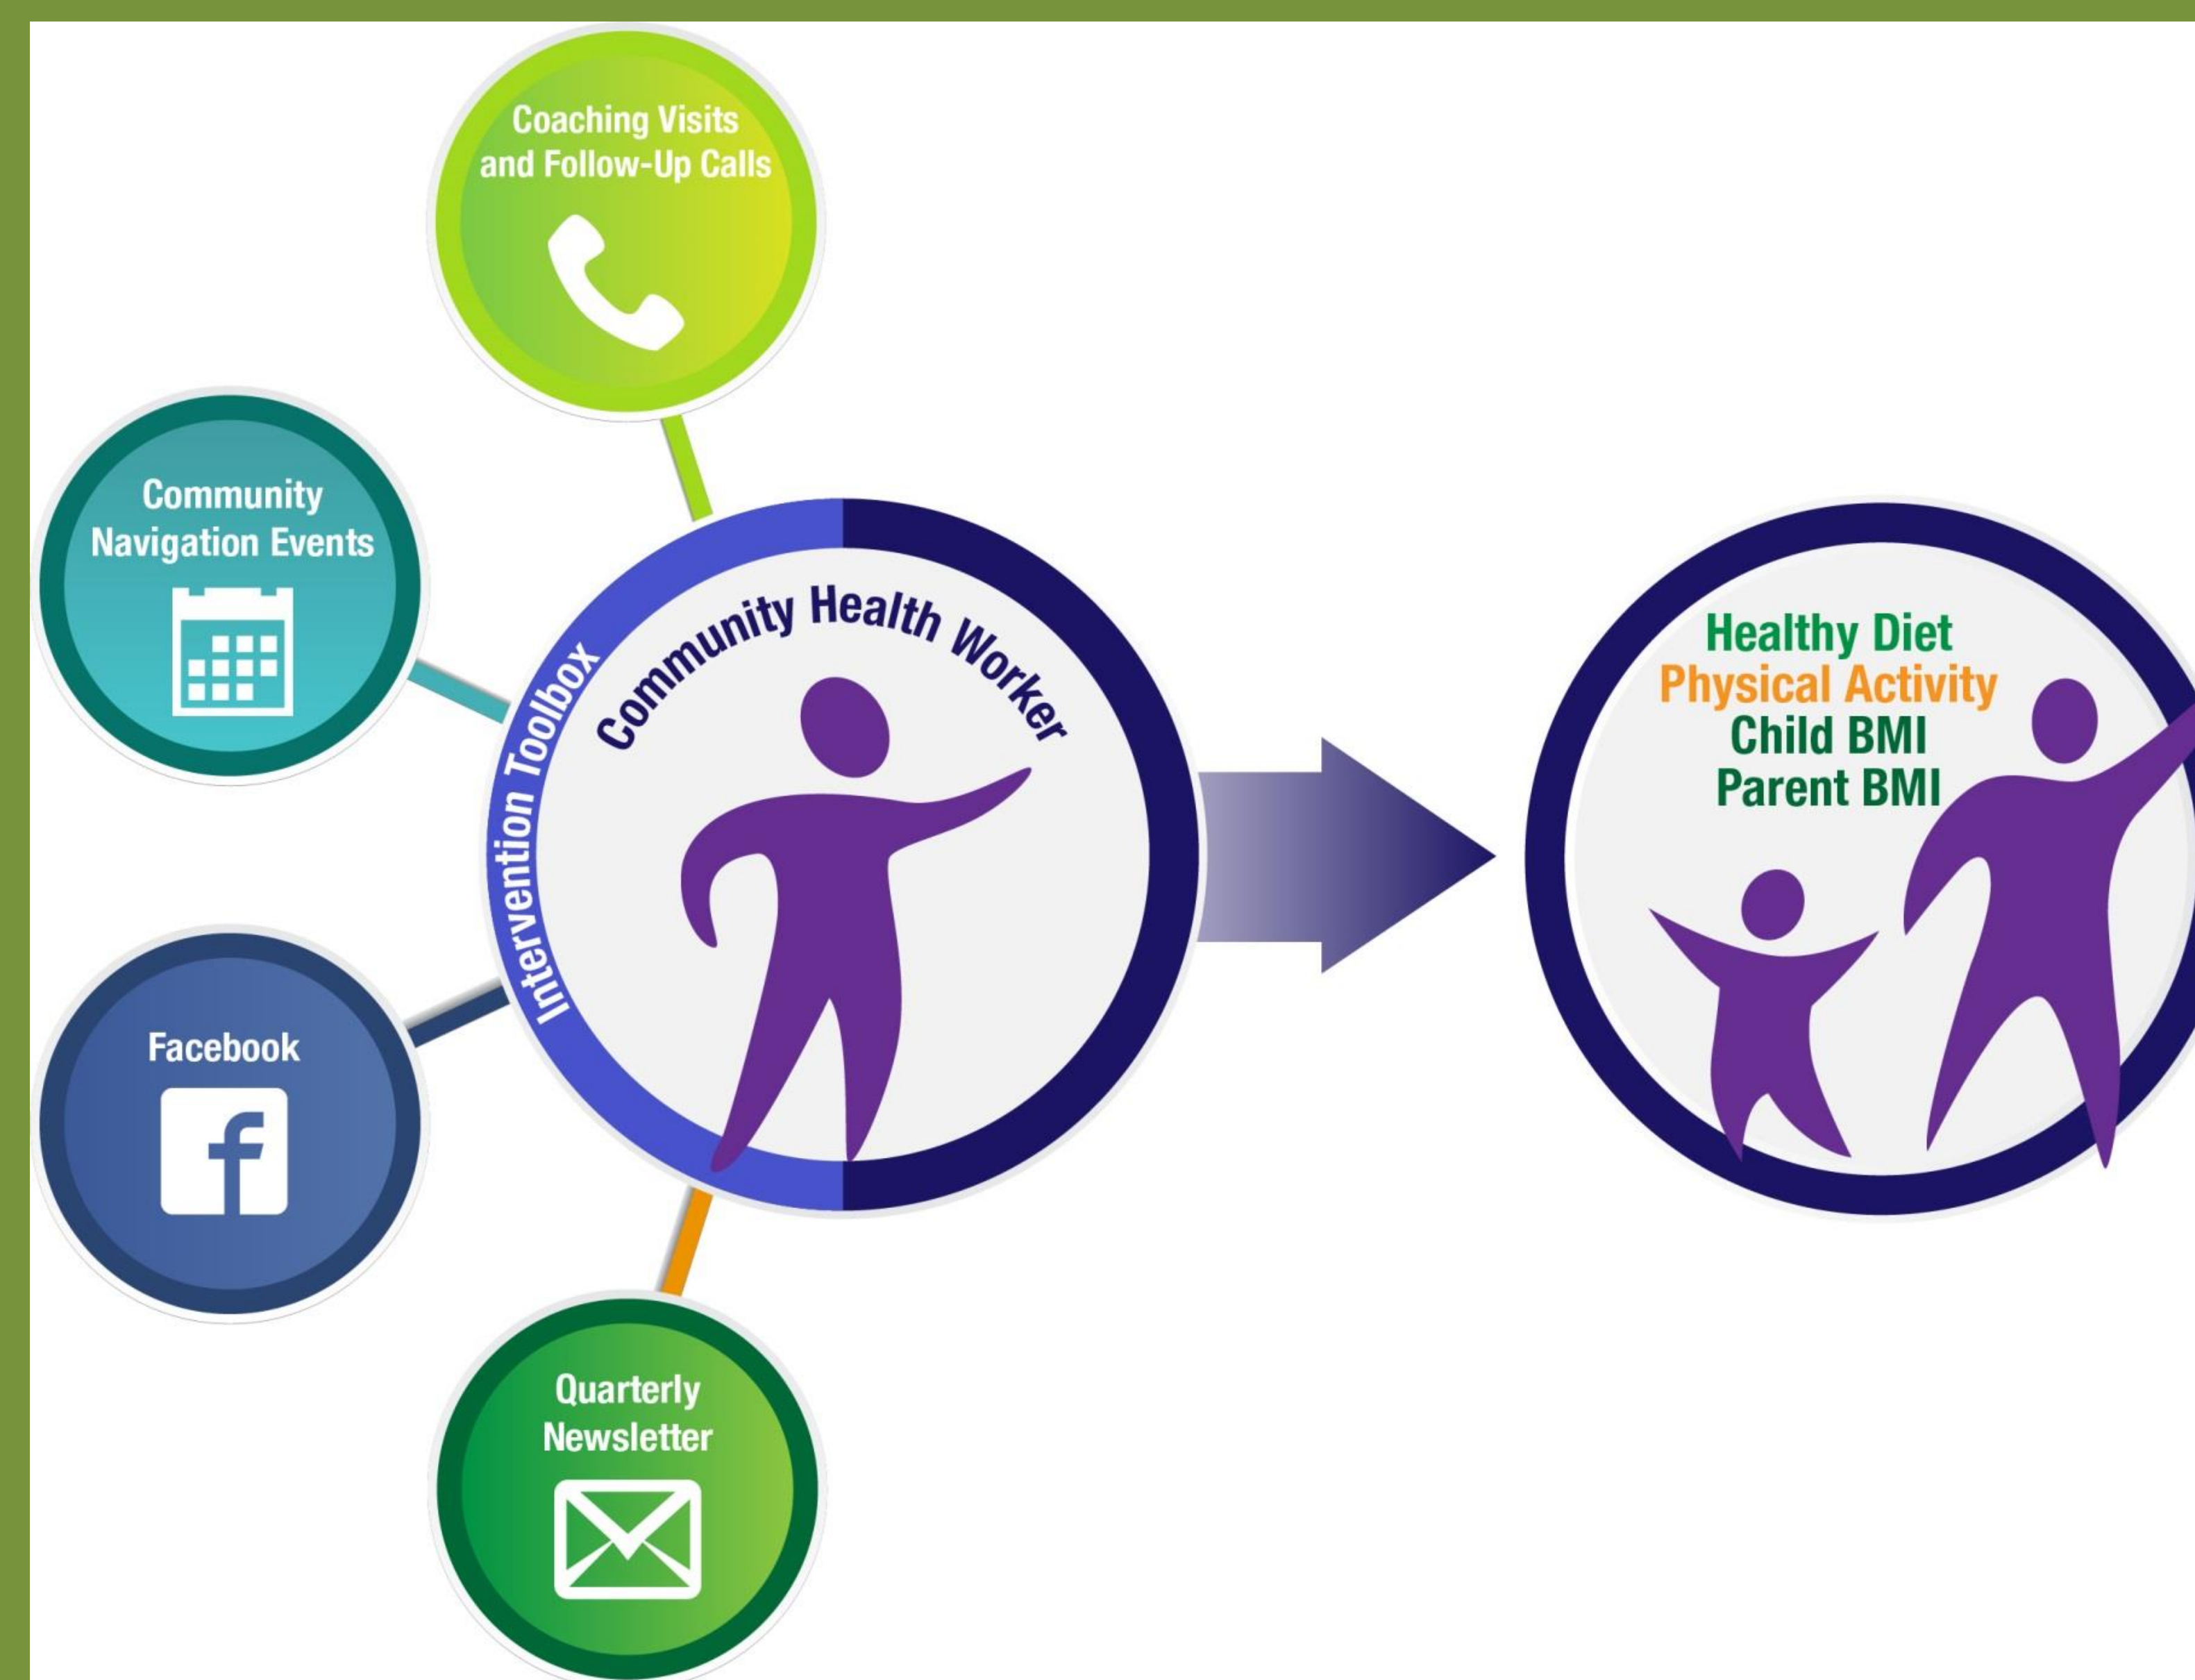 Coaching Visits
and Follow-Up Calls
Community
Navigation Events
Facebook
Quarterly
Newsletter
Intervention Toolbox
Community Health Worker
Healthy Diet
Physical Activity
Child BMI
Parent BMI